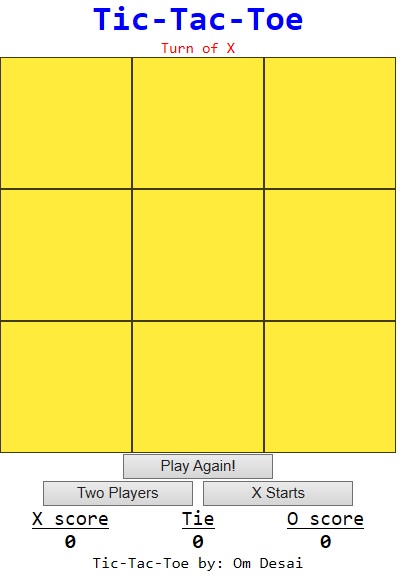 Tic-Tac-Toe
Turn of X
Play Again!
Two Players X Starts
X score Tie O score
0 0 0
Tic-Tac-Toe by: Om Desai